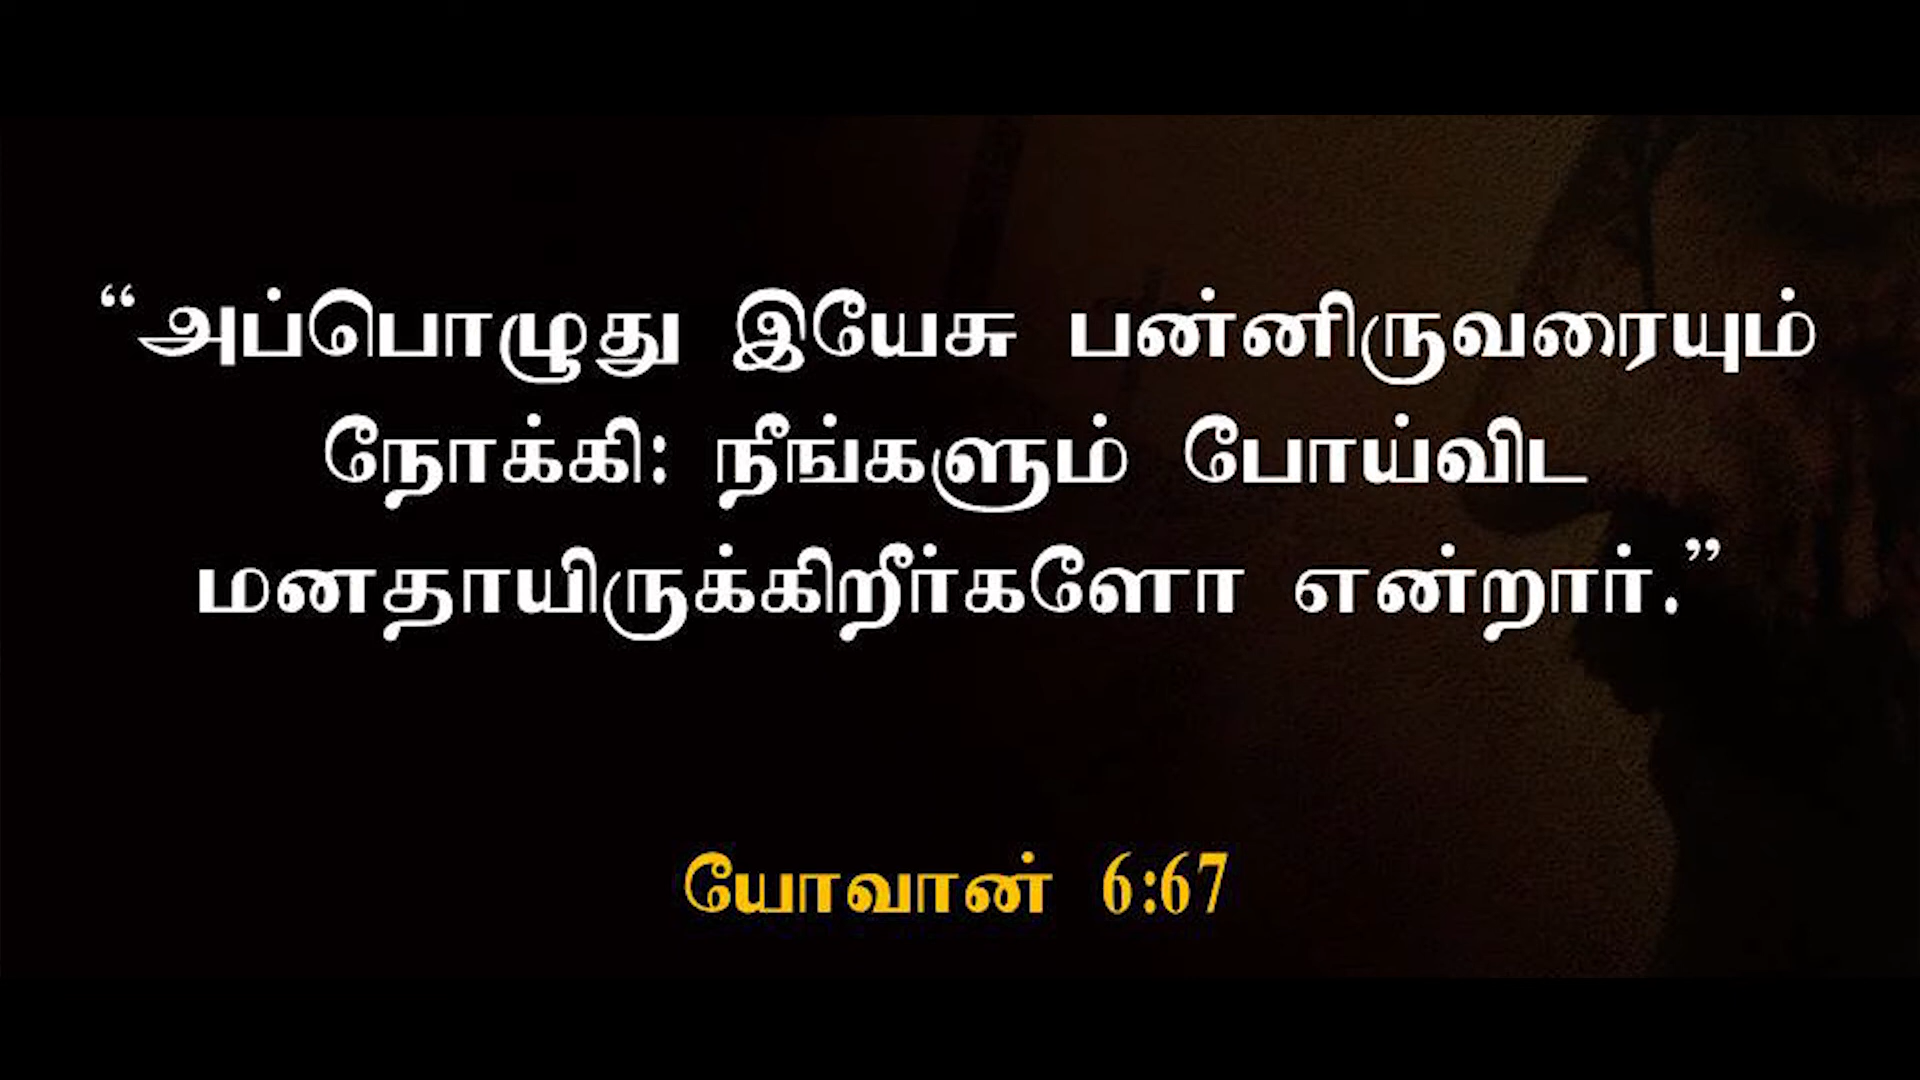 “அப்பொழுது இயேசு பன்னிருவரையும்
நோக்கி: நீங்களும் போய்விட
மனதாயிருக்கிறீர்களோ என்றார்.”
யோவான் 6:67